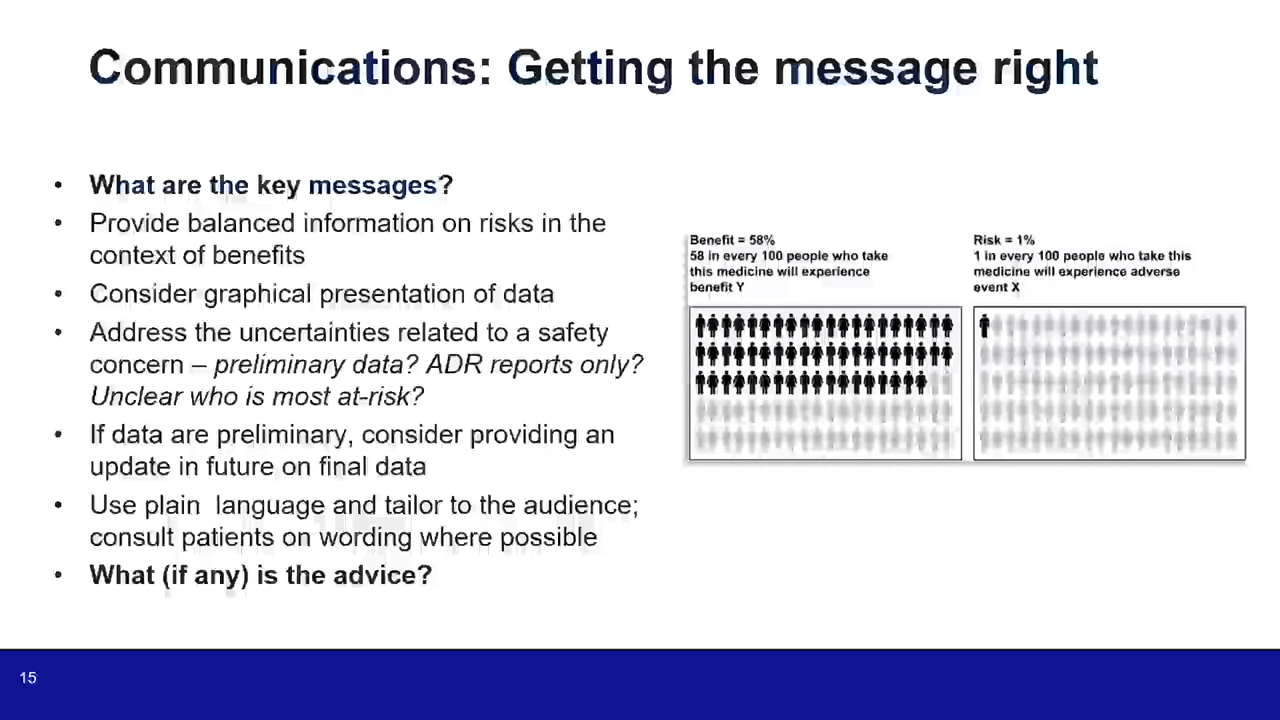 Communications: Getting the message right
• What are the key messages?
• Provide balanced information on risks in the
context of benefits
• Consider graphical presentation of data
• Address the uncertainties related to a safety
concern – preliminary data? ADR reports only?
Unclear who is most at-risk?
• If data are preliminary, consider providing an
update in future on final data
• Use plain  language and tailor to the audience;
consult patients on wording where possible
• What (if any) is the advice?
Benefit = 58%
58 in every 100 people who take
this medicine will experience
benefit Y
Risk = 1%
1 in every 100 people who take this
medicine will experience adverse
event X
15